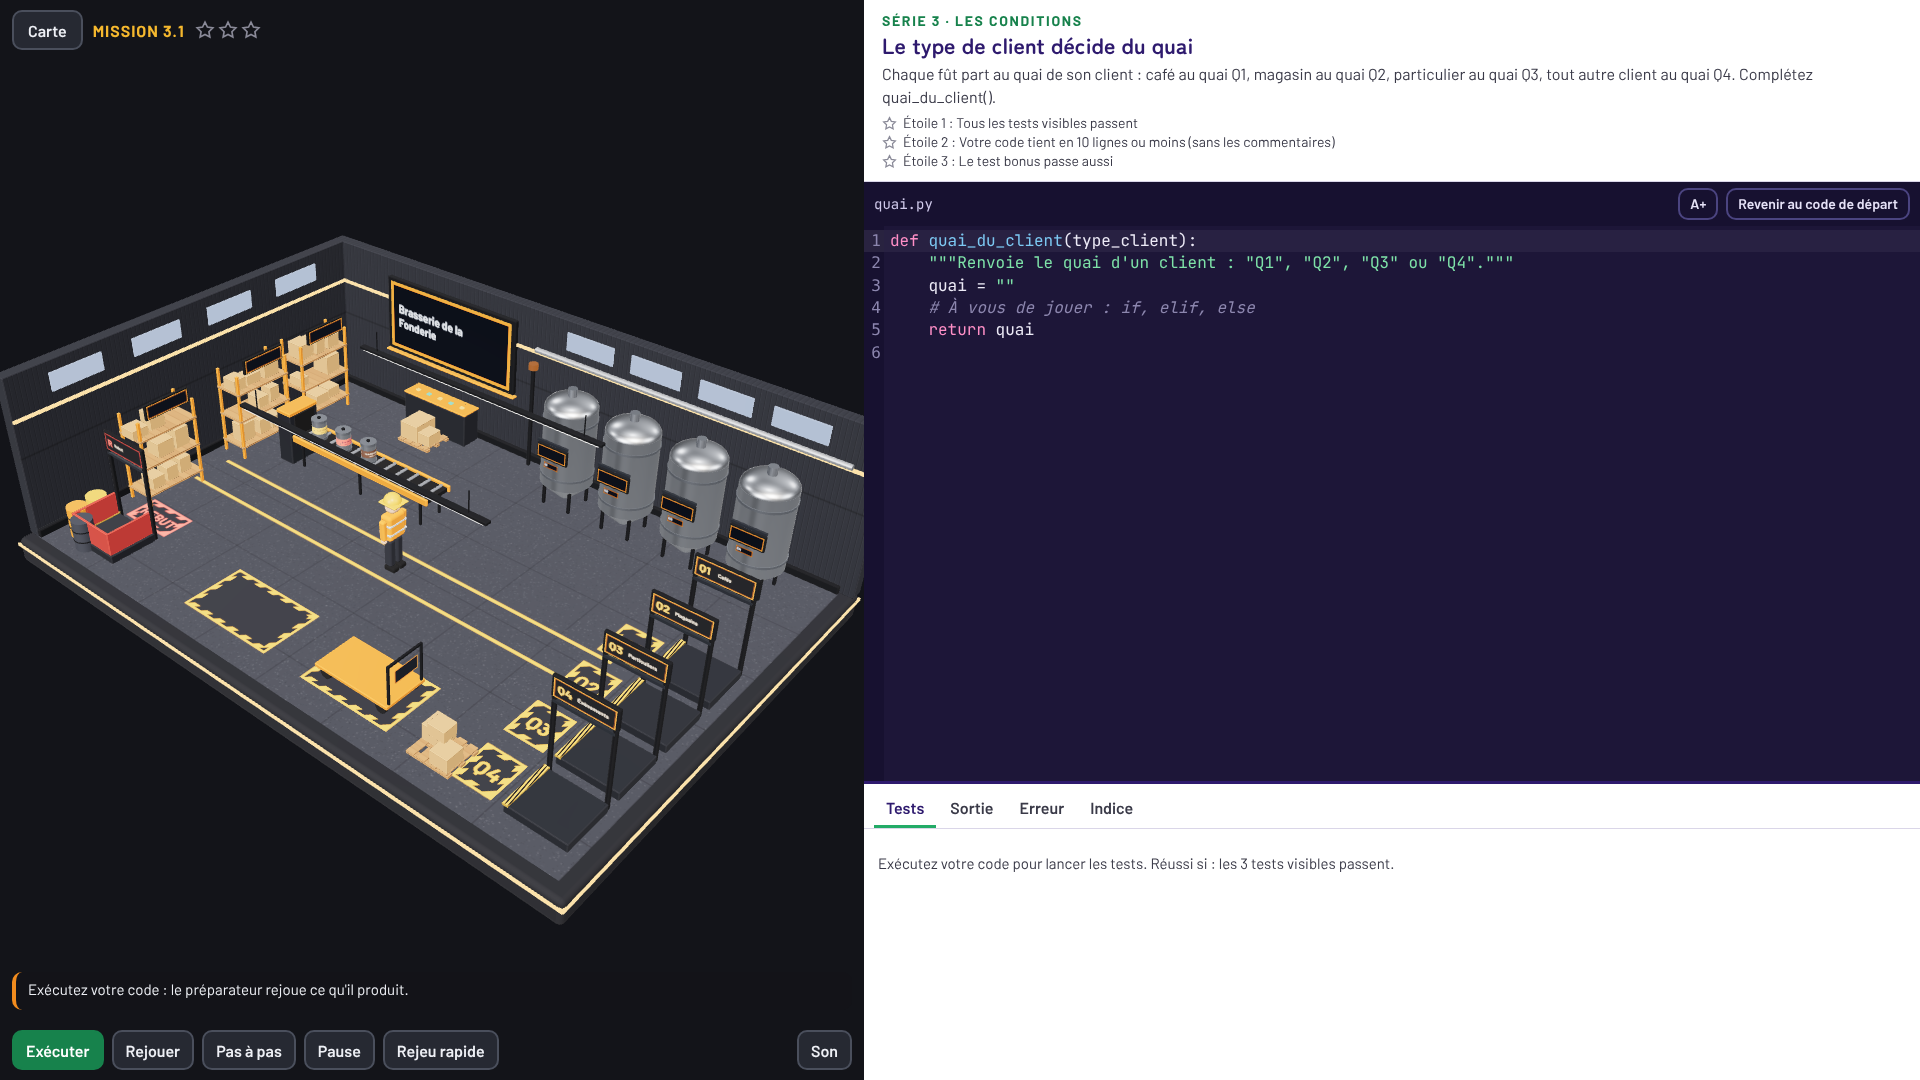 Carte
MISSION 3.1
Brasserie de la
Fonderie
Q1 Cafés
Q2 Magasins
Q3 Particuliers
Q4
Q3
Q4
Exécutez votre code : le préparateur rejoue ce qu'il produit.
Exécuter
Rejouer
Pas à pas
Pause
Rejeu rapide
Son
SÉRIE 3 · LES CONDITIONS
Le type de client décide du quai
Chaque fût part au quai de son client : café au quai Q1, magasin au quai Q2, particulier au quai Q3, tout autre client au quai Q4. Complétez
quai_du_client().
Étoile 1 : Tous les tests visibles passent
Étoile 2 : Votre code tient en 10 lignes ou moins (sans les commentaires)
Étoile 3 : Le test bonus passe aussi
quai.py
A+
Revenir au code de départ
1 def quai_du_client(type_client):
2 """Renvoie le quai d'un client : "Q1", "Q2", "Q3" ou "Q4"."""
3 quai = ""
4 # À vous de jouer : if, elif, else
5 return quai
6
Tests
Sortie
Erreur
Indice
Exécutez votre code pour lancer les tests. Réussi si : les 3 tests visibles passent.